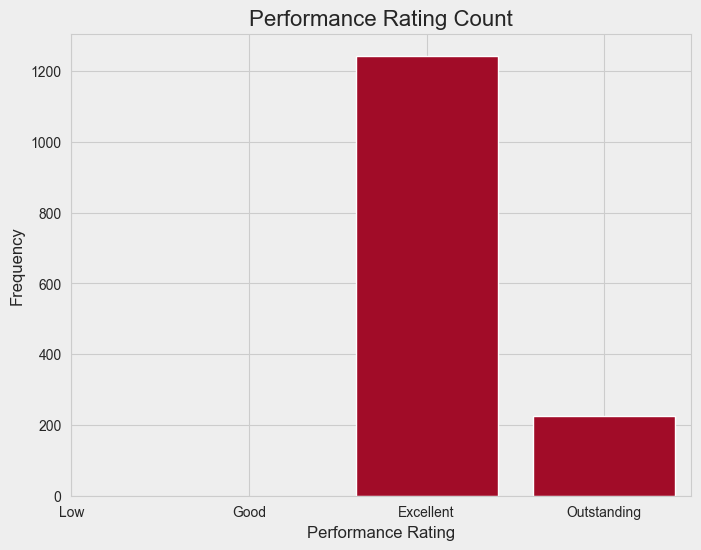 Performance Rating Count
1200
1000
800
600
400
200
0
Frequency
Low Good Excellent Outstanding
Performance Rating